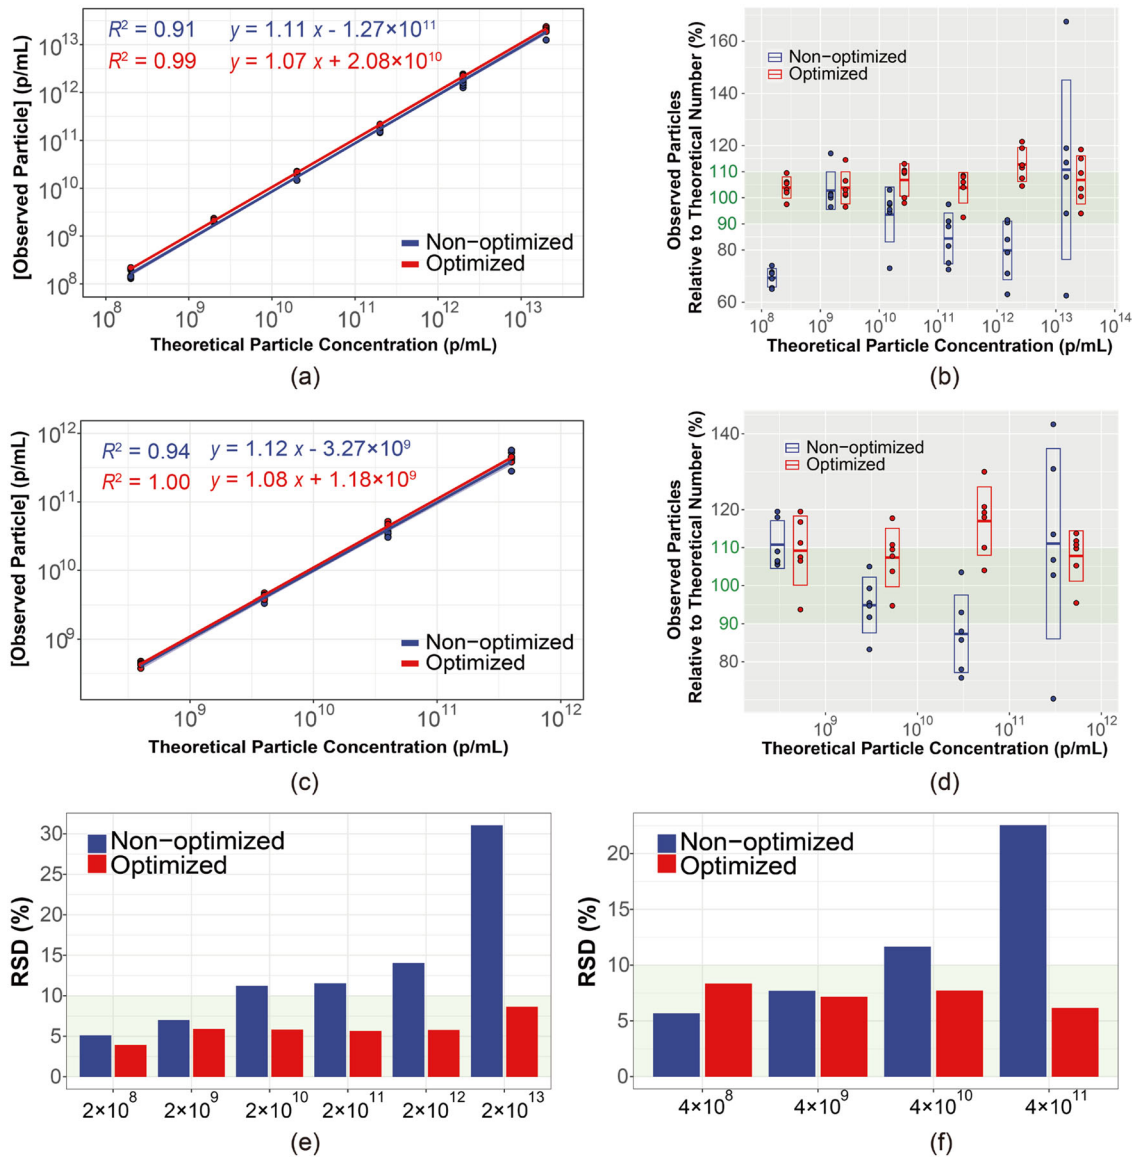 R² = 0.91 y = 1.11 x - 1.27×10¹¹
R² = 0.99 y = 1.07 x + 2.08×10¹⁰
[Observed Particle] (p/mL)
10¹³
10¹²
10¹¹
10¹⁰
10⁹
10⁸
Non−optimized
Optimized
10⁸ 10⁹ 10¹⁰ 10¹¹ 10¹² 10¹³
Theoretical Particle Concentration (p/mL)
(a)
Observed Particles
Relative to Theoretical Number (%)
160
140
120
110
100
90
80
60
Non−optimized
Optimized
10⁸ 10⁹ 10¹⁰ 10¹¹ 10¹² 10¹³ 10¹⁴
Theoretical Particle Concentration (p/mL)
(b)
R² = 0.94 y = 1.12 x - 3.27×10⁹
R² = 1.00 y = 1.08 x + 1.18×10⁹
[Observed Particle] (p/mL)
10¹²
10¹¹
10¹⁰
10⁹
Non−optimized
Optimized
10⁹ 10¹⁰ 10¹¹ 10¹²
Theoretical Particle Concentration (p/mL)
(c)
Observed Particles
Relative to Theoretical Number (%)
140
120
110
100
90
80
Non−optimized
Optimized
10⁹ 10¹⁰ 10¹¹ 10¹²
Theoretical Particle Concentration (p/mL)
(d)
RSD (%)
30
25
20
15
10
5
0
Non−optimized
Optimized
2×10⁸ 2×10⁹ 2×10¹⁰ 2×10¹¹ 2×10¹² 2×10¹³
(e)
RSD (%)
20
15
10
5
0
Non−optimized
Optimized
4×10⁸ 4×10⁹ 4×10¹⁰ 4×10¹¹
(f)